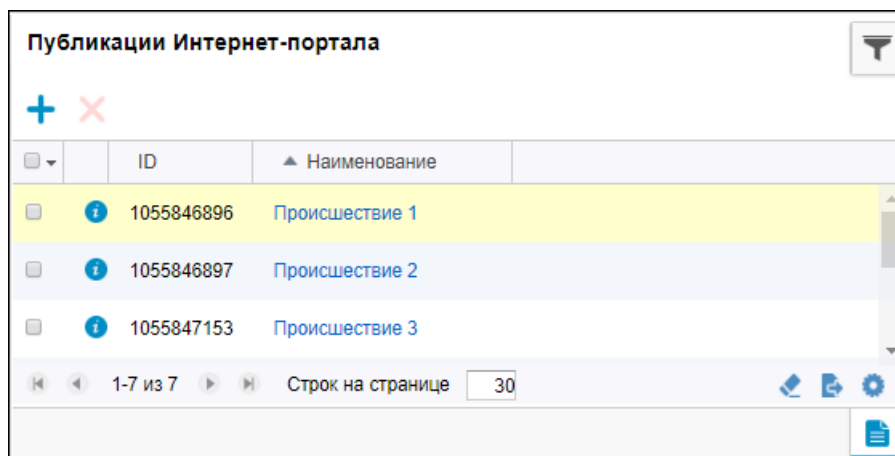 Публикации Интернет-портала
ID Наименование
1055846896 Происшествие 1
1055846897 Происшествие 2
1055847153 Происшествие 3
1-7 из 7 Строк на странице 30